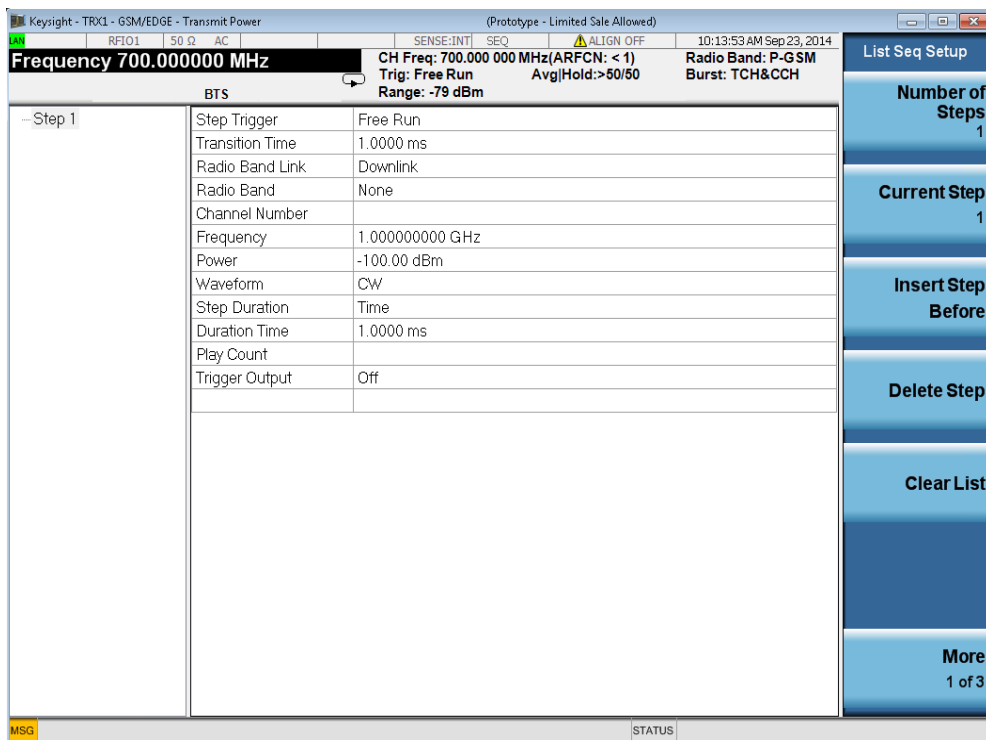 Keysight - TRX1 - GSM/EDGE - Transmit Power (Prototype - Limited Sale Allowed)
LAN RFIO1 50 Ω AC SENSE:INT SEQ ALIGN OFF 10:13:53 AM Sep 23, 2014
Frequency 700.000000 MHz
BTS
CH Freq: 700.000 000 MHz(ARFCN: < 1) Radio Band: P-GSM
Trig: Free Run Avg|Hold:>50/50 Burst: TCH&CCH
Range: -79 dBm
Step 1
Step Trigger Free Run
Transition Time 1.0000 ms
Radio Band Link Downlink
Radio Band None
Channel Number
Frequency 1.000000000 GHz
Power -100.00 dBm
Waveform CW
Step Duration Time
Duration Time 1.0000 ms
Play Count
Trigger Output Off
List Seq Setup
Number of
Steps
1
Current Step
1
Insert Step
Before
Delete Step
Clear List
More
1 of 3
MSG STATUS